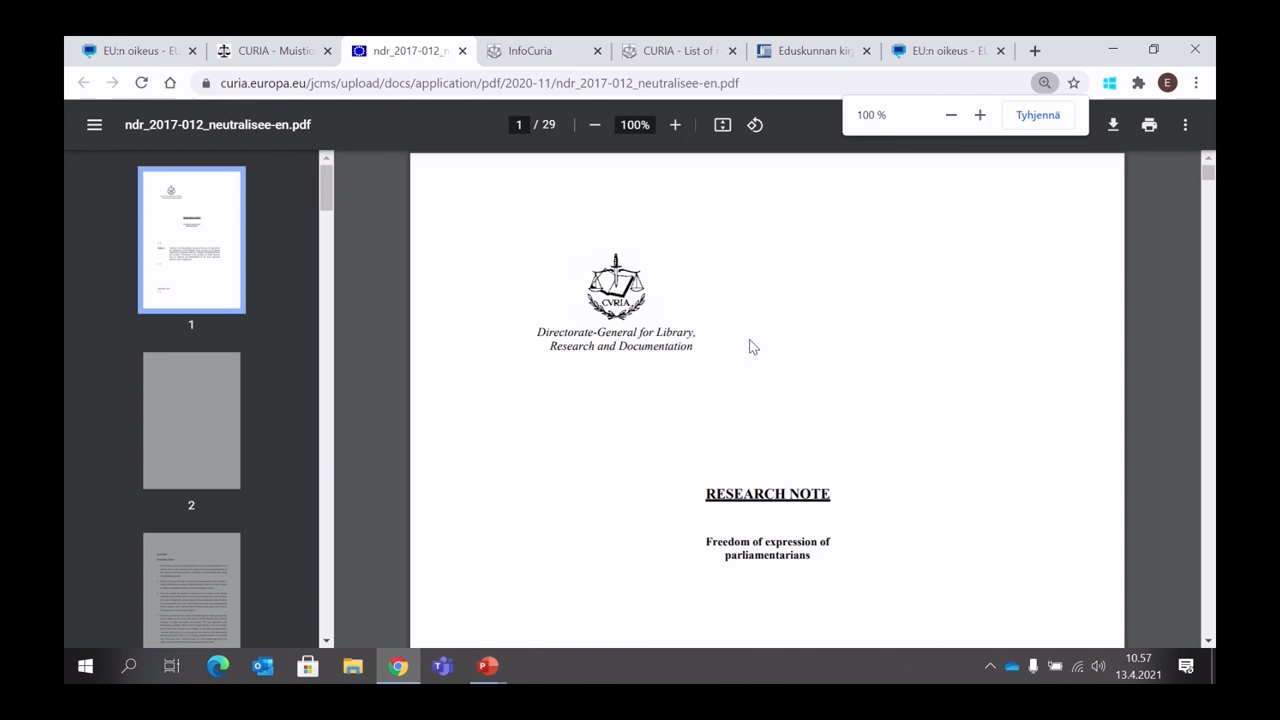 EU:n oikeus - EU
CURIA - Muistio
ndr_2017-012_n
InfoCuria
CURIA - List of r
Eduskunnan kirj
EU:n oikeus - EU
curia.europa.eu/jcms/upload/docs/application/pdf/2020-11/ndr_2017-012_neutralisee-en.pdf
E
ndr_2017-012_neutralisee-en.pdf
1 / 29
100%
100 %
Tyhjennä
CVRIA
Directorate-General for Library,
Research and Documentation
RESEARCH NOTE
Freedom of expression of
parliamentarians
1
2
10.57
13.4.2021